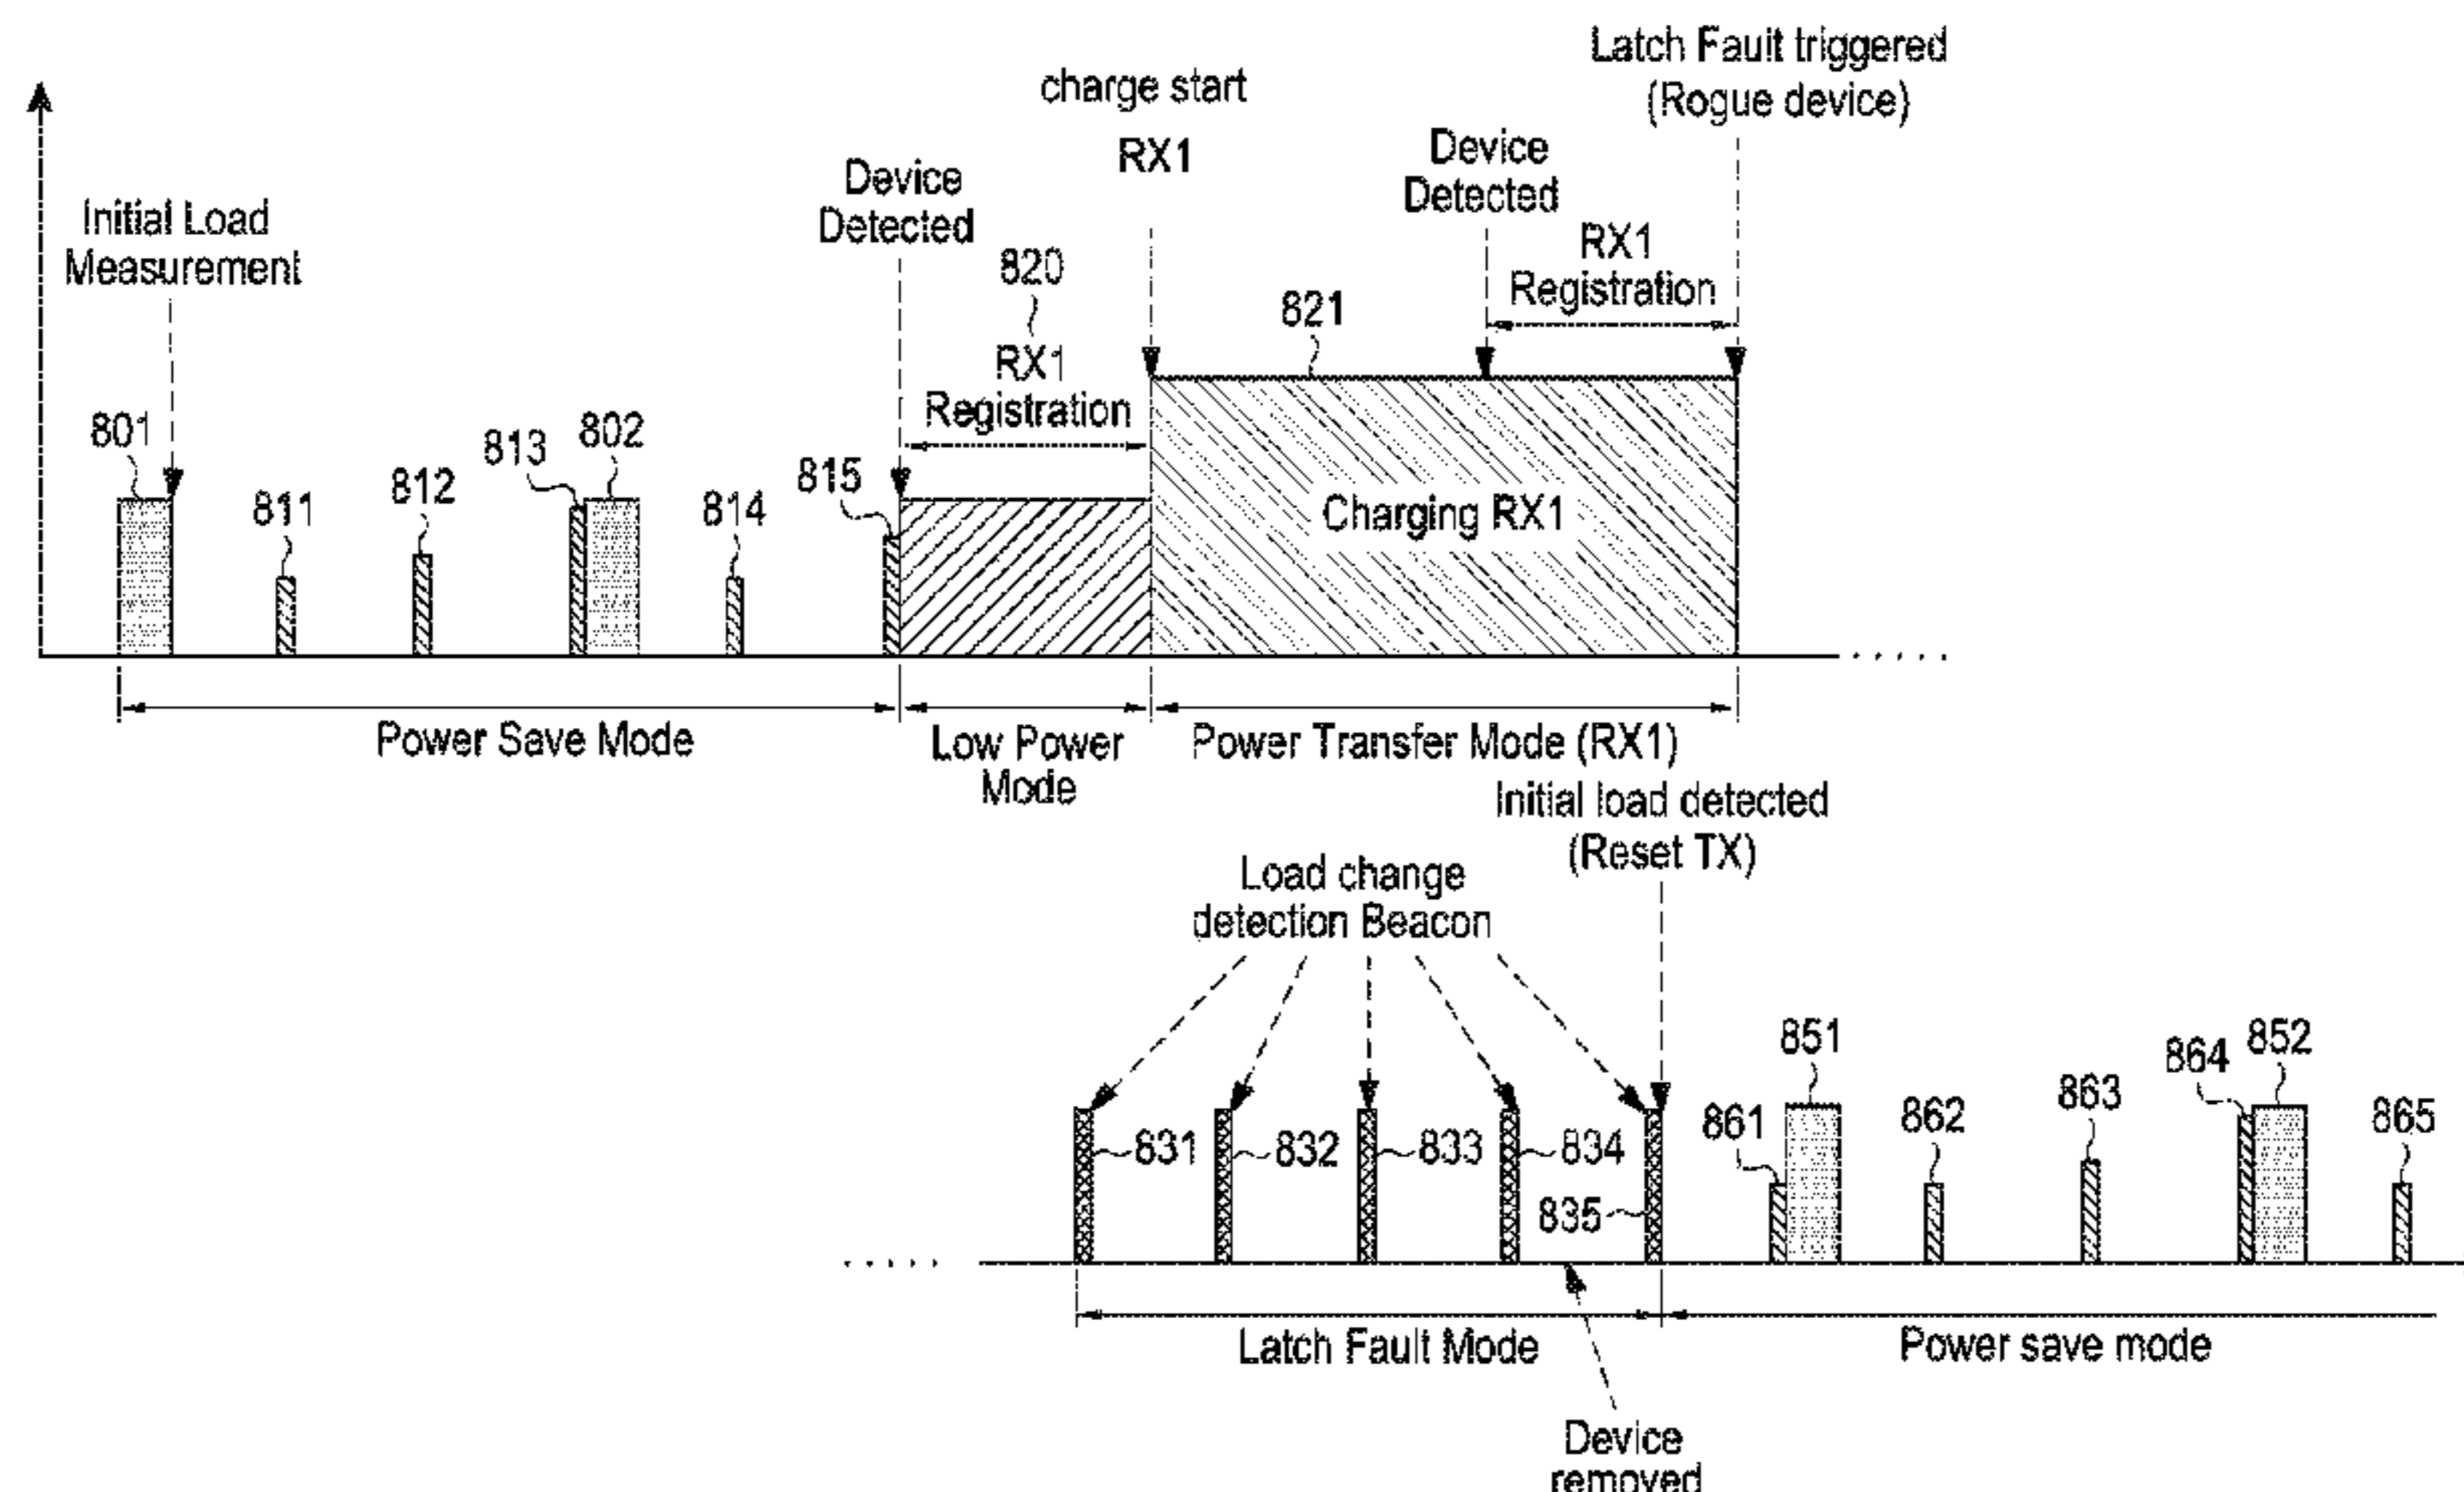 Latch Fault triggered
(Rogue device)
charge start
RX1
Device
Detected
Device
Detected
Initial Load
Measurement
RX1
Registration
820
RX1
Registration
821
801
811
812
813
802
814
815
Charging RX1
Power Save Mode
Low Power
Mode
Power Transfer Mode (RX1)
Initial load detected
(Reset TX)
Load change
detection Beacon
831
832
833
834
835
861
851
862
863
864
852
865
Latch Fault Mode
Power save mode
Device
removed